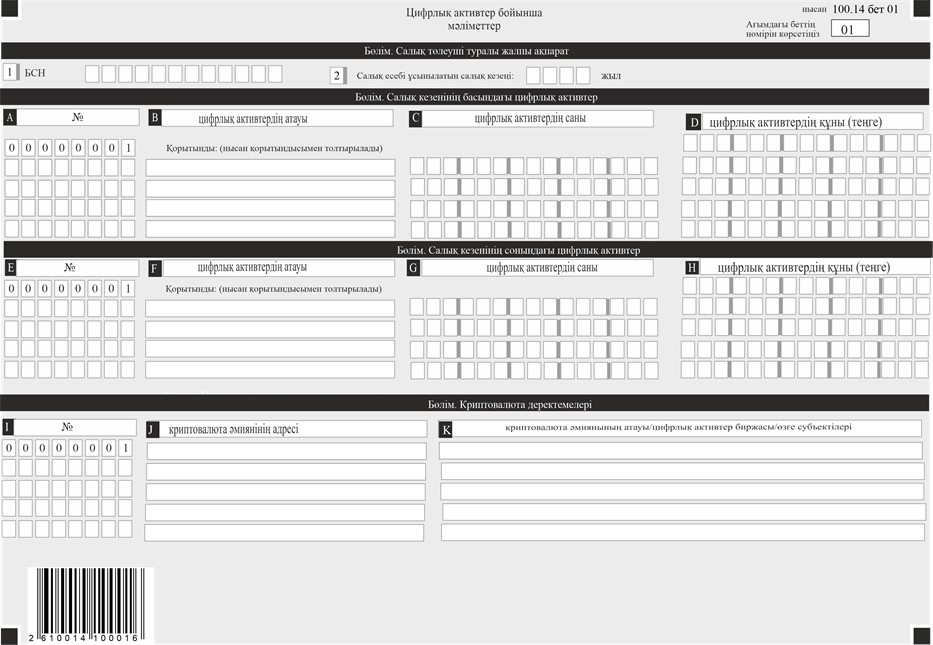 Цифрлық активтер бойынша
мәліметтер
нысан 100.14 бет 01
Ағымдағы беттің
нөмірін көрсетіңіз
01
Бөлім. Салық төлеуші туралы жалпы ақпарат
1 БСН
2 Салық есебі ұсынылатын салық кезеңі: жыл
Бөлім. Салық кезенінің басындағы цифрлық активтер
A №
B цифрлық активтердің атауы
C цифрлық активтердің саны
D цифрлық активтердің құны (теңге)
0 0 0 0 0 0 0 1
Қорытынды: (нысан қорытындысымен толтырылады)
Бөлім. Салық кезенінің соңындағы цифрлық активтер
E №
F цифрлық активтердің атауы
G цифрлық активтердің саны
H цифрлық активтердің құны (теңге)
0 0 0 0 0 0 0 1
Қорытынды: (нысан қорытындысымен толтырылады)
Бөлім. Криптовалюта деректемелері
I №
J криптовалюта әмиянінің адресі
K криптовалюта әмиянының атауы/цифрлық активтер биржасы/өзге субъектілері
0 0 0 0 0 0 0 1
2 610014 100016